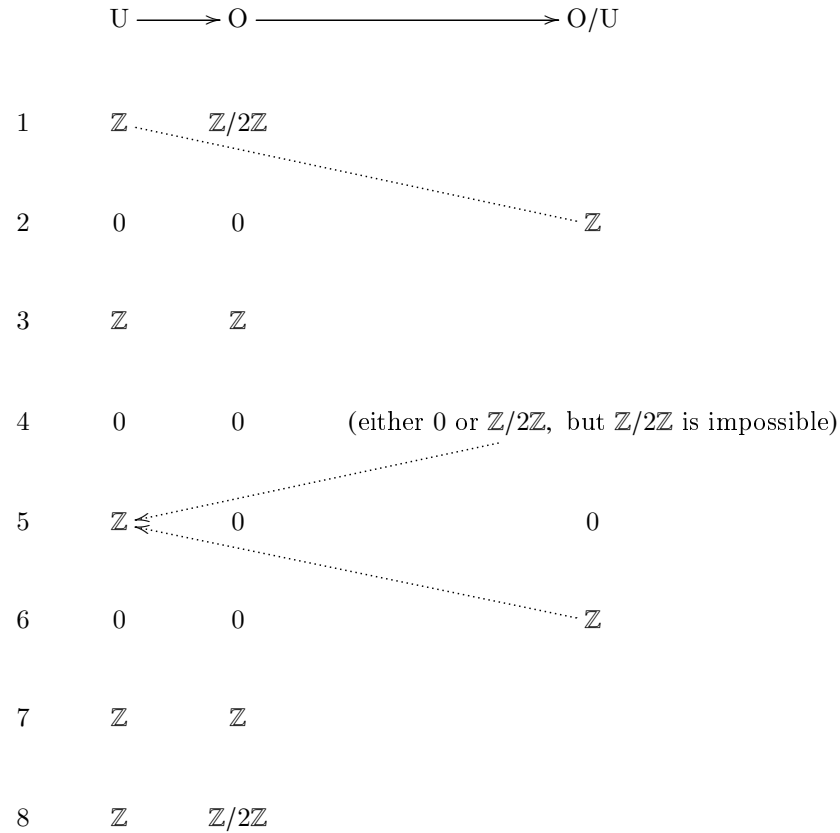 U O O/U
1 ℤ ℤ/2ℤ
2 0 0 ℤ
3 ℤ ℤ
4 0 0 (either 0 or ℤ/2ℤ, but ℤ/2ℤ is impossible)
5 ℤ 0 0
6 0 0 ℤ
7 ℤ ℤ
8 ℤ ℤ/2ℤ